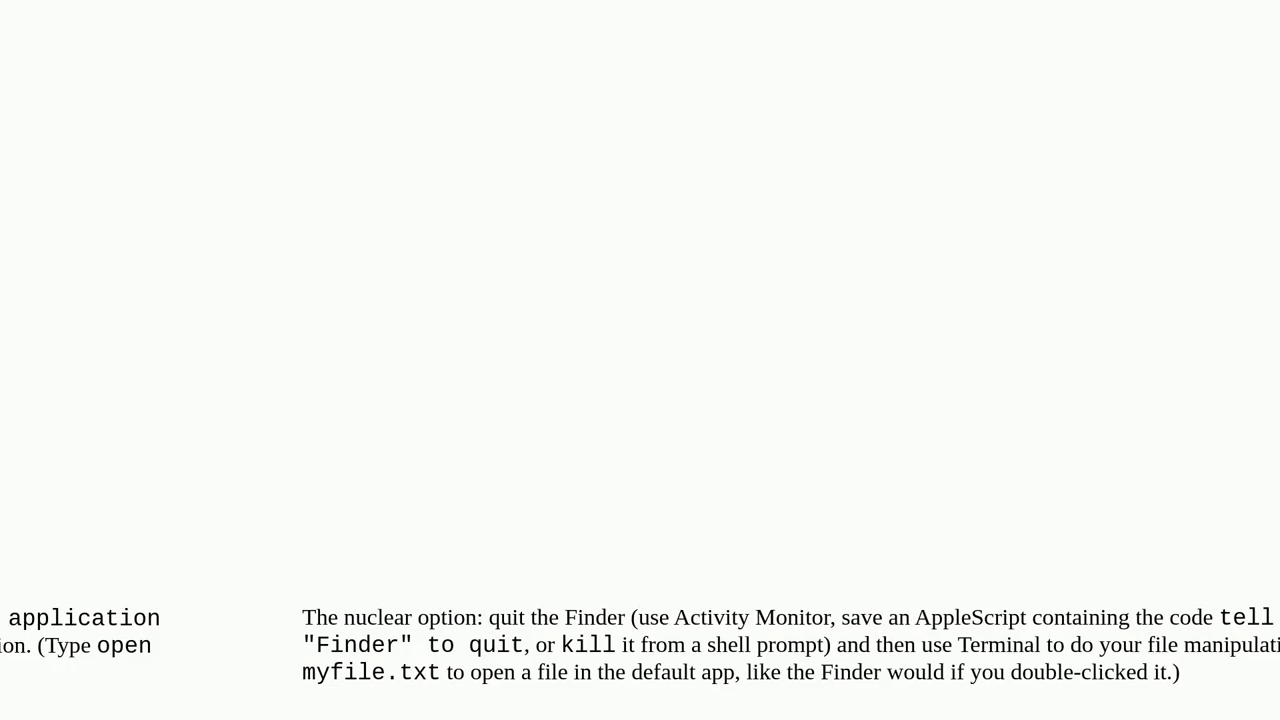 application
ion. (Type open
The nuclear option: quit the Finder (use Activity Monitor, save an AppleScript containing the code tell
"Finder" to quit, or kill it from a shell prompt) and then use Terminal to do your file manipulati
myfile.txt to open a file in the default app, like the Finder would if you double-clicked it.)